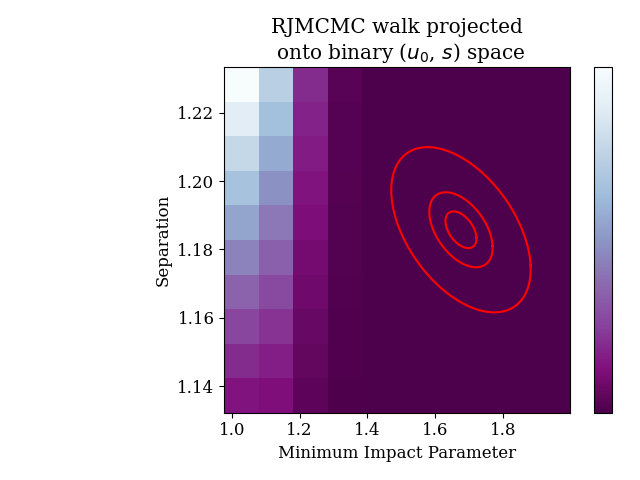 RJMCMC walk projected
onto binary (u₀, s) space
1.22
1.20
1.18
1.16
1.14
Separation
1.0 1.2 1.4 1.6 1.8
Minimum Impact Parameter